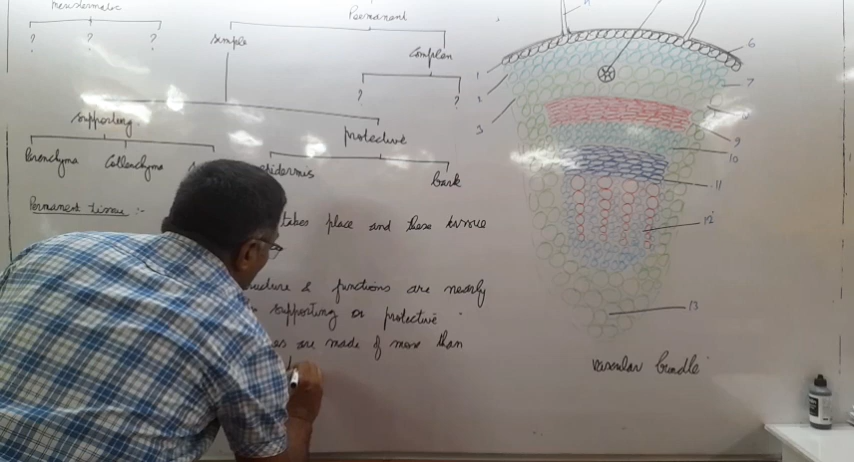 Meristematic
Permanent
? ? ?
simple
Complex
? ?
supporting
protective
Parenchyma Collenchyma
epidermis
bark
Permanent tissue :-
takes place and these tissue
structure & functions are nearly
supporting or protective
are made of more than
1
2
3
6
7
9
10
11
12
13
vascular bundle